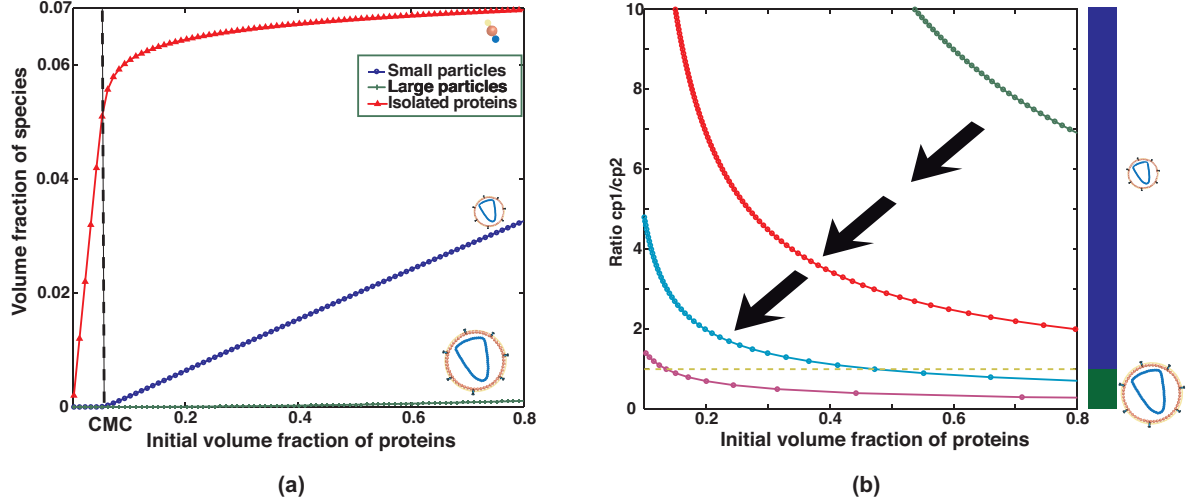 0.07
0.06
0.04
0.02
0
Volume fraction of species
Small particles
Large particles
Isolated proteins
CMC
0.2
0.4
0.6
0.8
Initial volume fraction of proteins
(a)
10
8
6
4
2
0
Ratio cp1/cp2
0.2
0.4
0.6
0.8
Initial volume fraction of proteins
(b)